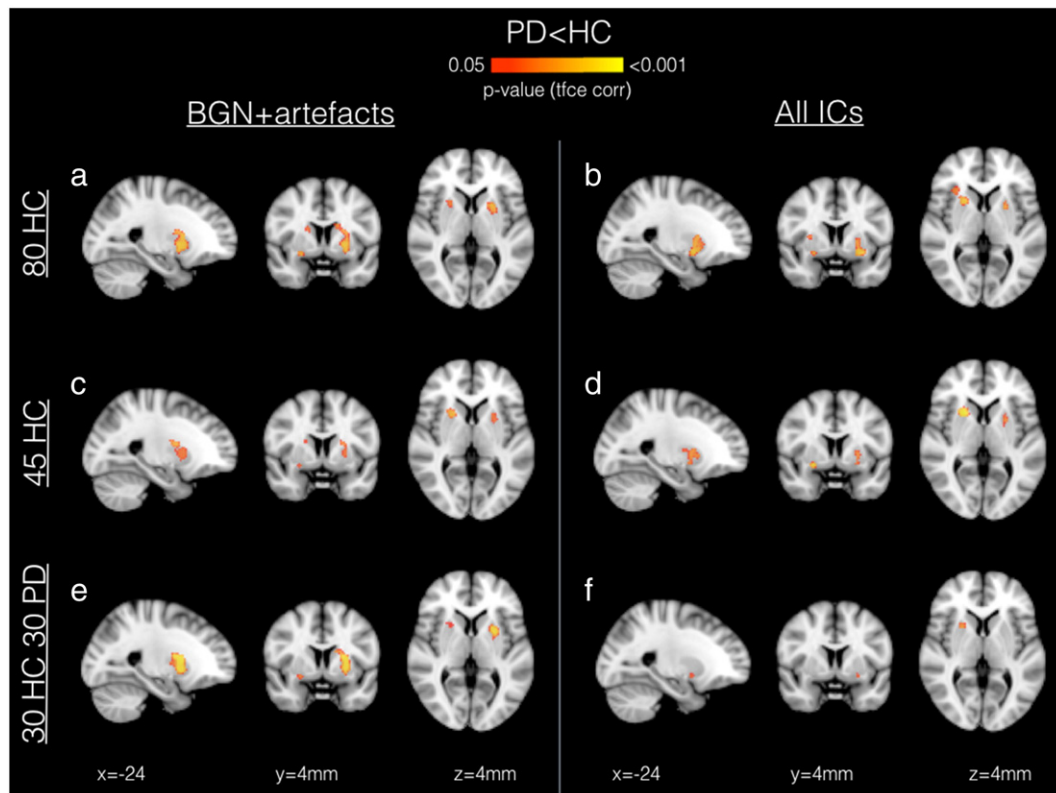 PD<HC
0.05 <0.001
p-value (tfce corr)
BGN+artefacts All ICs
80 HC
a b
45 HC
c d
30 HC 30 PD
e f
x=-24 y=4mm z=4mm x=-24 y=4mm z=4mm